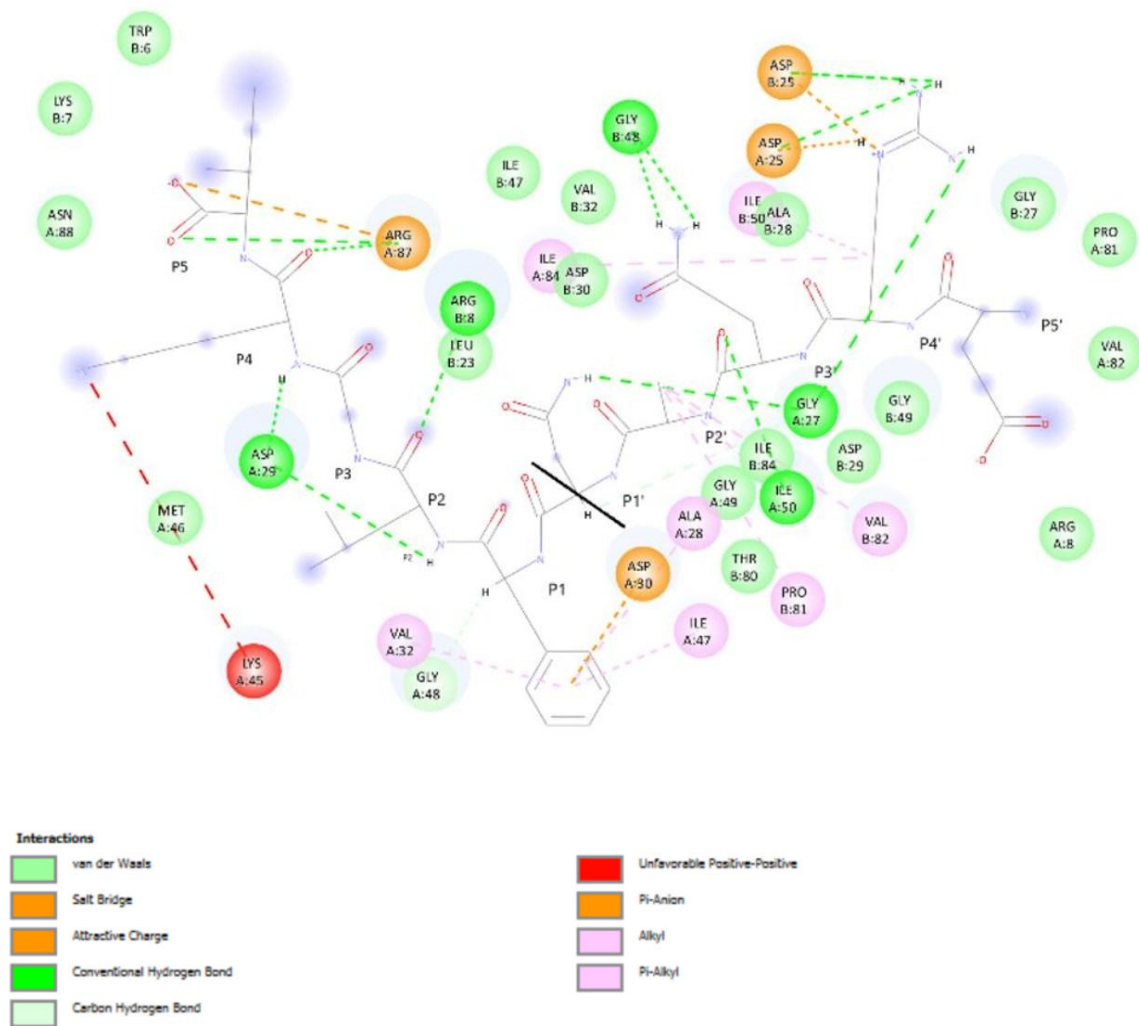 TRP
B:6
LYS
B:7
ASN
A:88
ARG
A:87
ARG
B:8
LEU
B:23
ASP
A:29
MET
A:46
LYS
A:45
VAL
A:32
GLY
A:48
ILE
B:47
VAL
B:32
ILE
A:84
ASP
B:30
GLY
B:48
ASP
B:25
ASP
A:25
ILE
B:50
ALA
B:28
GLY
B:27
PRO
A:81
VAL
A:82
GLY
B:49
GLY
A:27
ASP
B:29
ILE
B:84
GLY
A:49
ILE
A:50
ALA
A:28
VAL
B:82
ARG
A:8
THR
B:80
PRO
B:81
ASP
A:30
ILE
A:47
P5
P4
P3
P2
P2
P1
P1'
P2'
P3'
P4'
P5'
Interactions
van der Waals
Salt Bridge
Attractive Charge
Conventional Hydrogen Bond
Carbon Hydrogen Bond
Unfavorable Positive-Positive
Pi-Anion
Alkyl
Pi-Alkyl